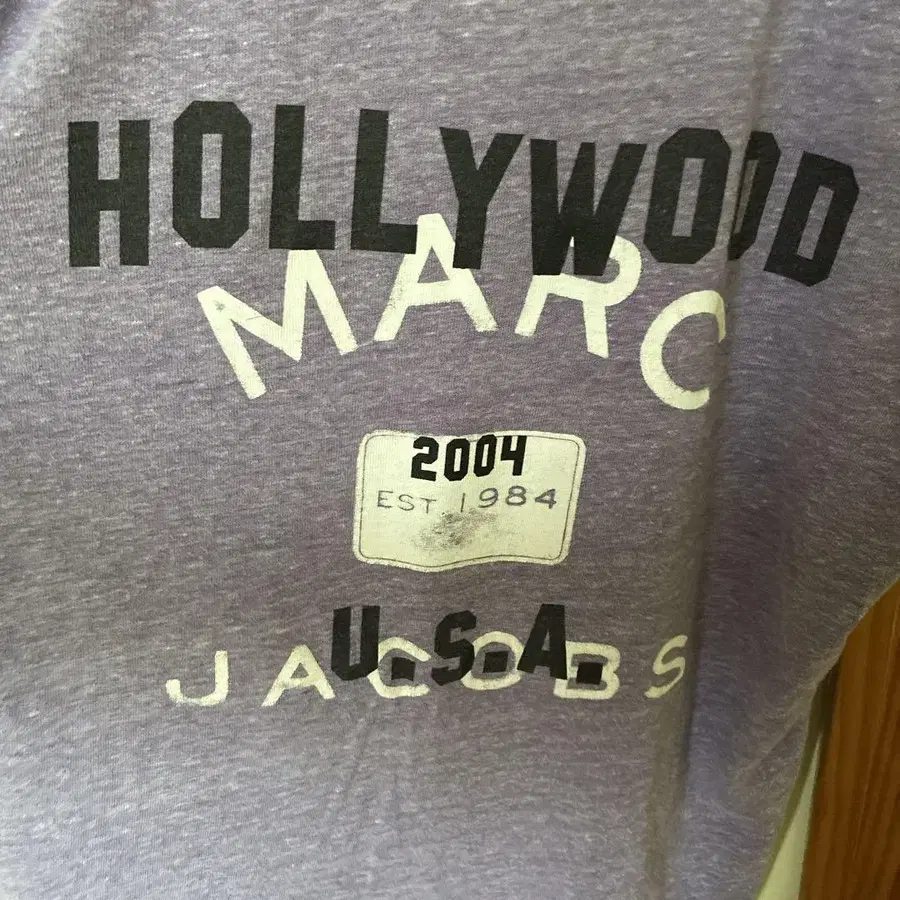 HOLLYWOOD
MARC
2004
EST. 1984
U.S.A.
JACOBS